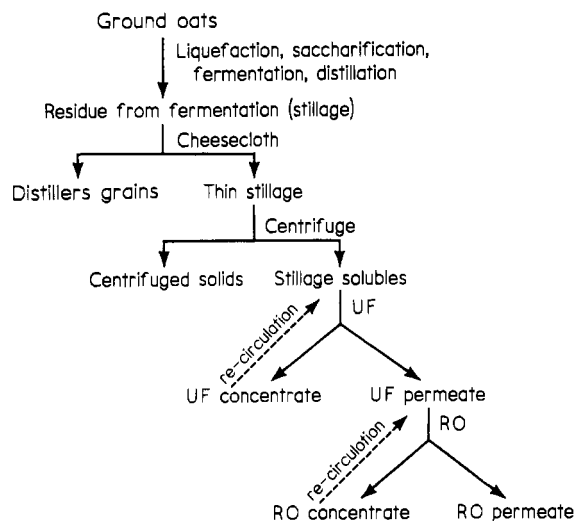 Ground oats
Liquefaction, saccharification,
fermentation, distillation
Residue from fermentation (stillage)
Cheesecloth
Distillers grains
Thin stillage
Centrifuge
Centrifuged solids
Stillage solubles
UF
re-circulation
UF concentrate
UF permeate
RO
re-circulation
RO concentrate
RO permeate